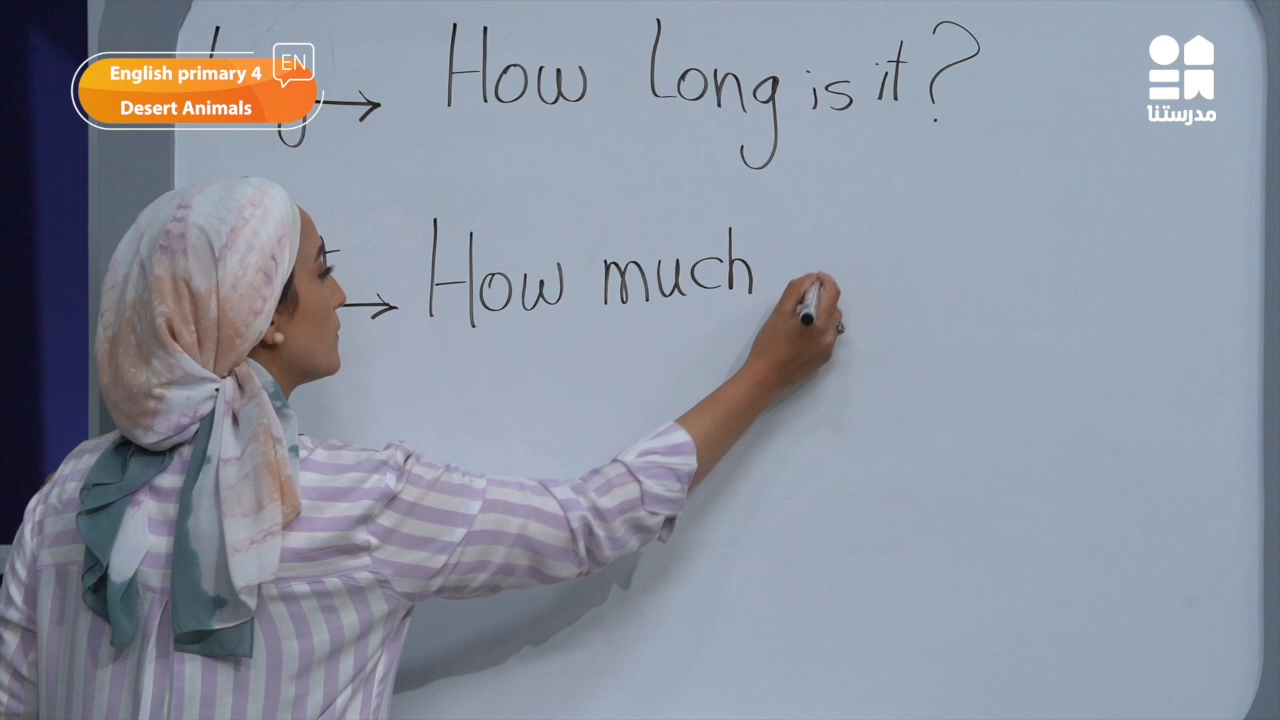 English primary 4 EN
Desert Animals
مدرستنا
How long is it?
How much